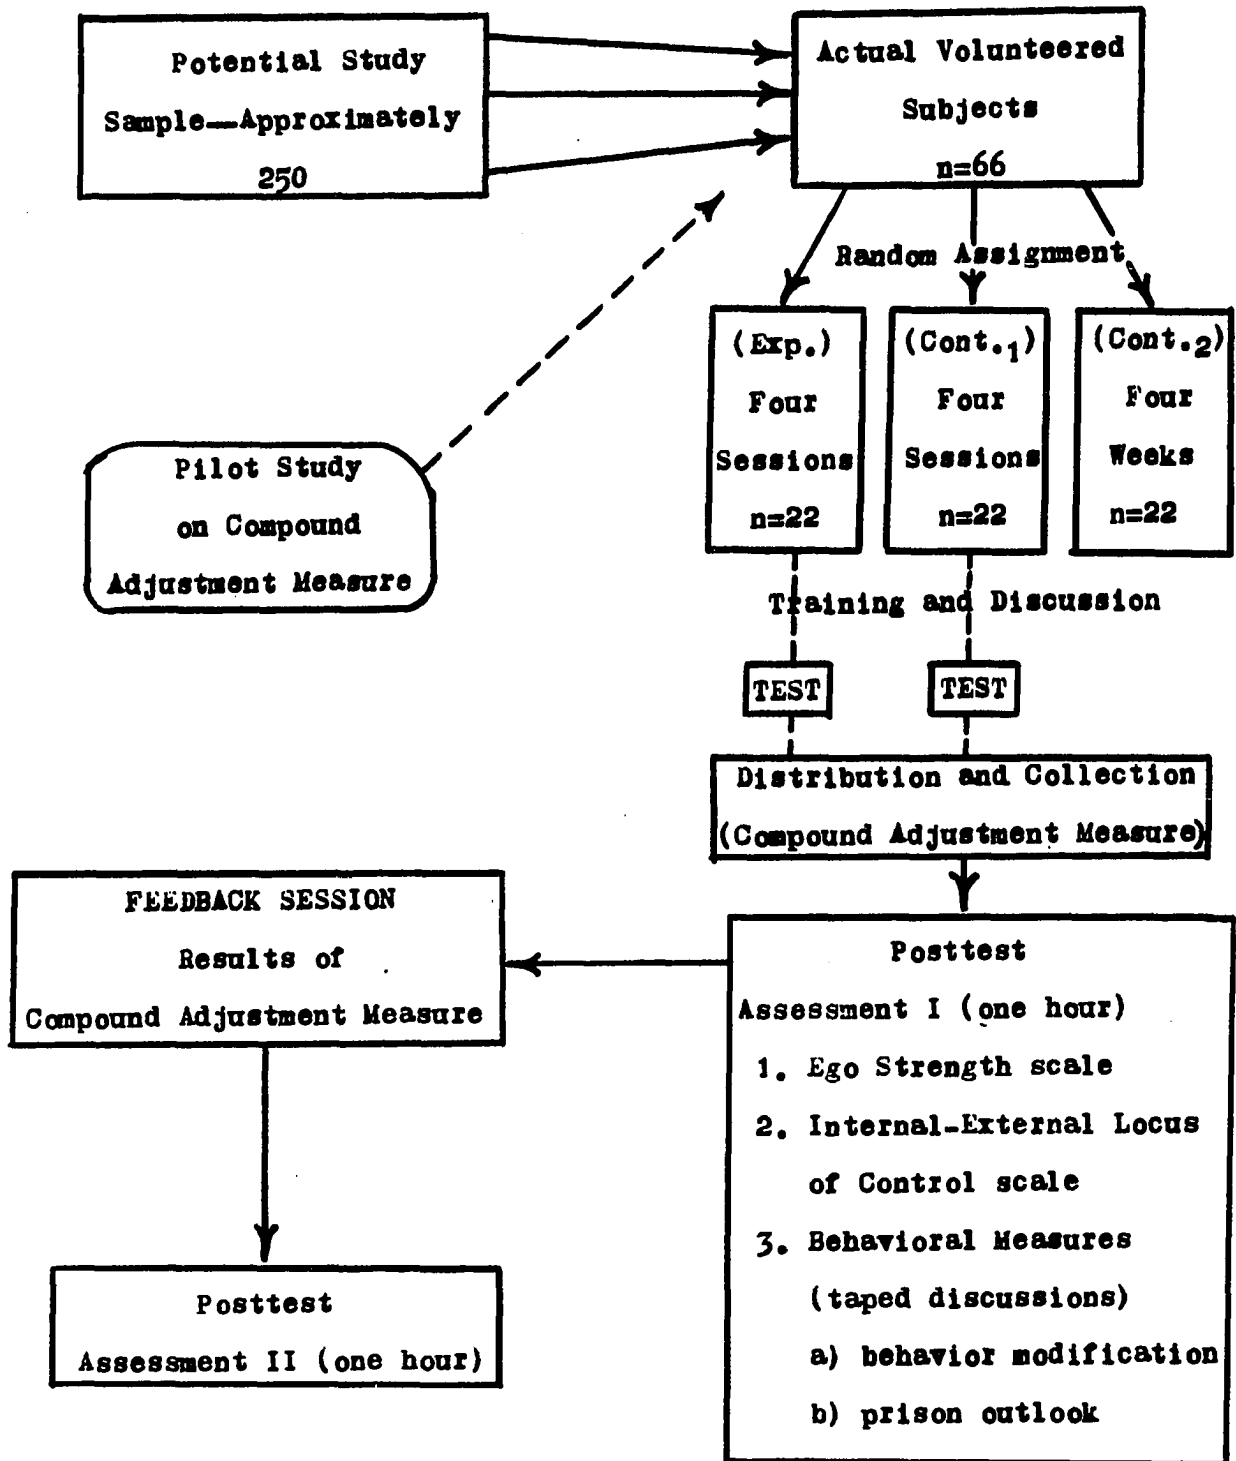 Potential Study
Sample—Approximately
250
Actual Volunteered
Subjects
n=66
Random Assignment
(Exp.)
Four
Sessions
n=22
(Cont.₁)
Four
Sessions
n=22
(Cont.₂)
Four
Weeks
n=22
Pilot Study
on Compound
Adjustment Measure
Training and Discussion
TEST
TEST
Distribution and Collection
(Compound Adjustment Measure)
FEEDBACK SESSION
Results of
Compound Adjustment Measure
Posttest
Assessment I (one hour)
1. Ego Strength scale
2. Internal-External Locus
of Control scale
3. Behavioral Measures
(taped discussions)
a) behavior modification
b) prison outlook
Posttest
Assessment II (one hour)